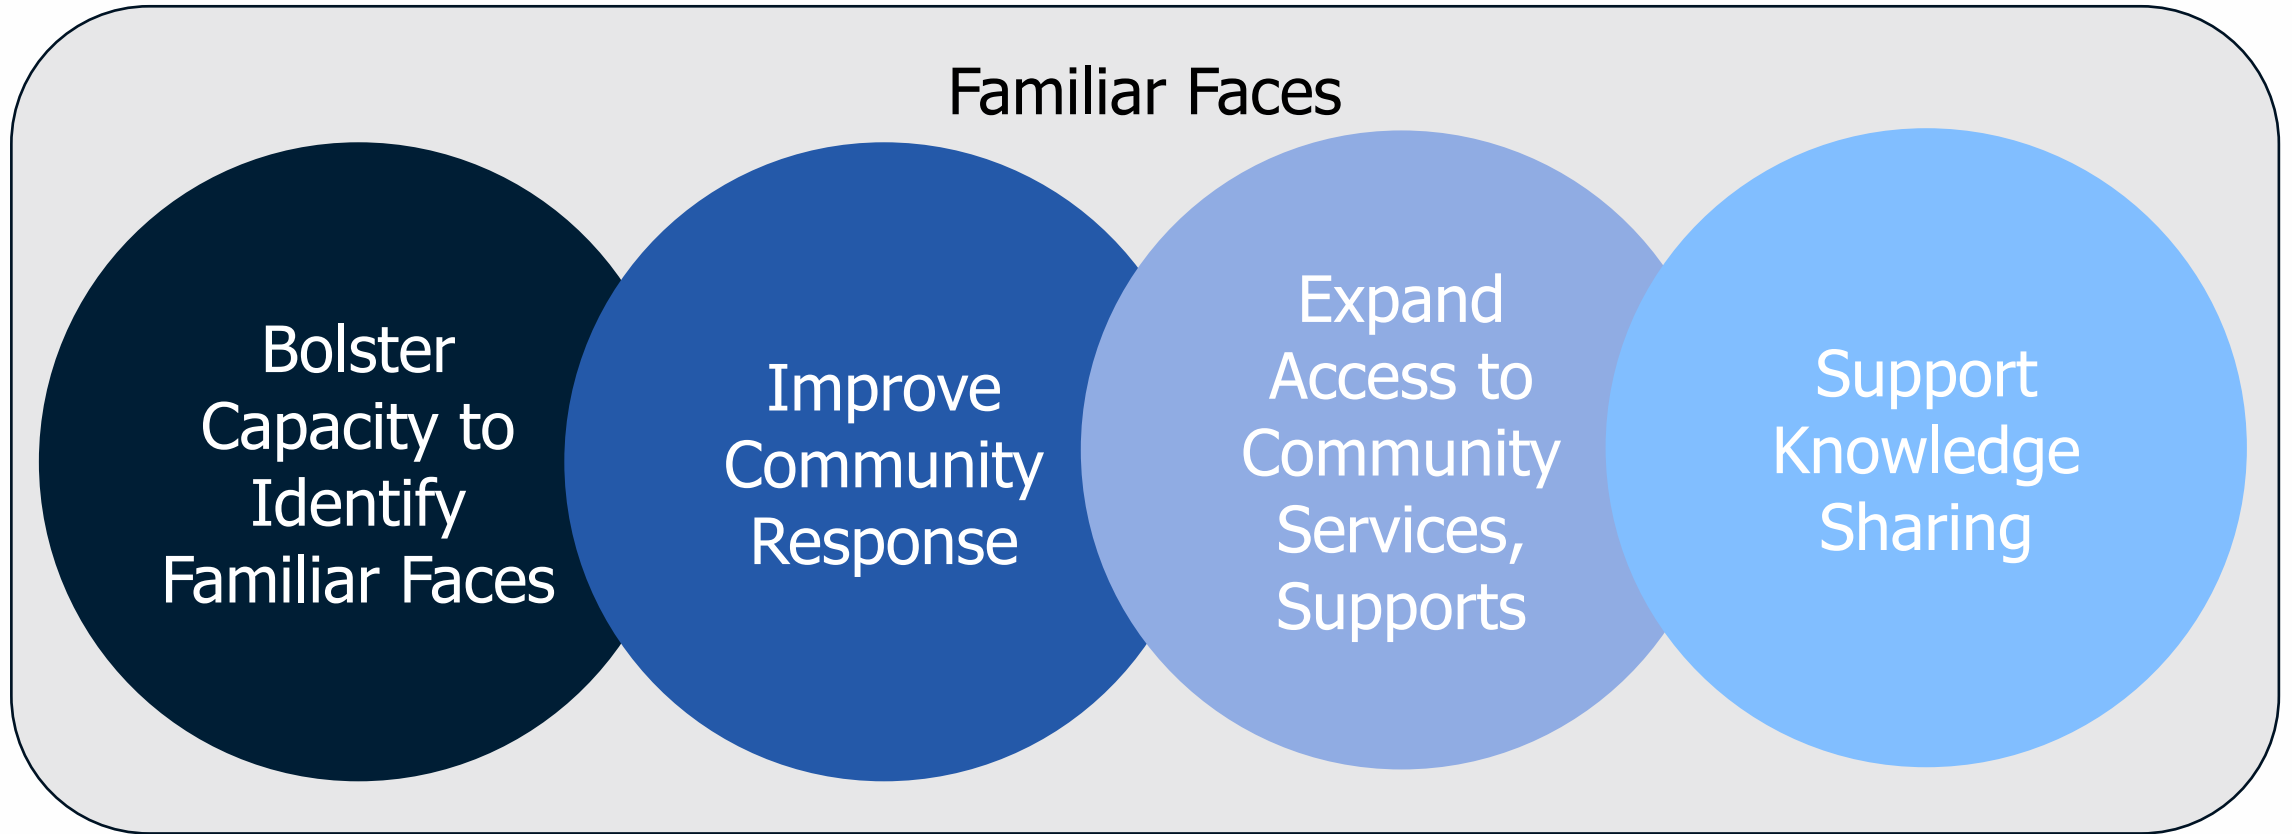 Familiar Faces
Bolster
Capacity to
Identify
Familiar Faces
Improve
Community
Response
Expand
Access to
Community
Services,
Supports
Support
Knowledge
Sharing